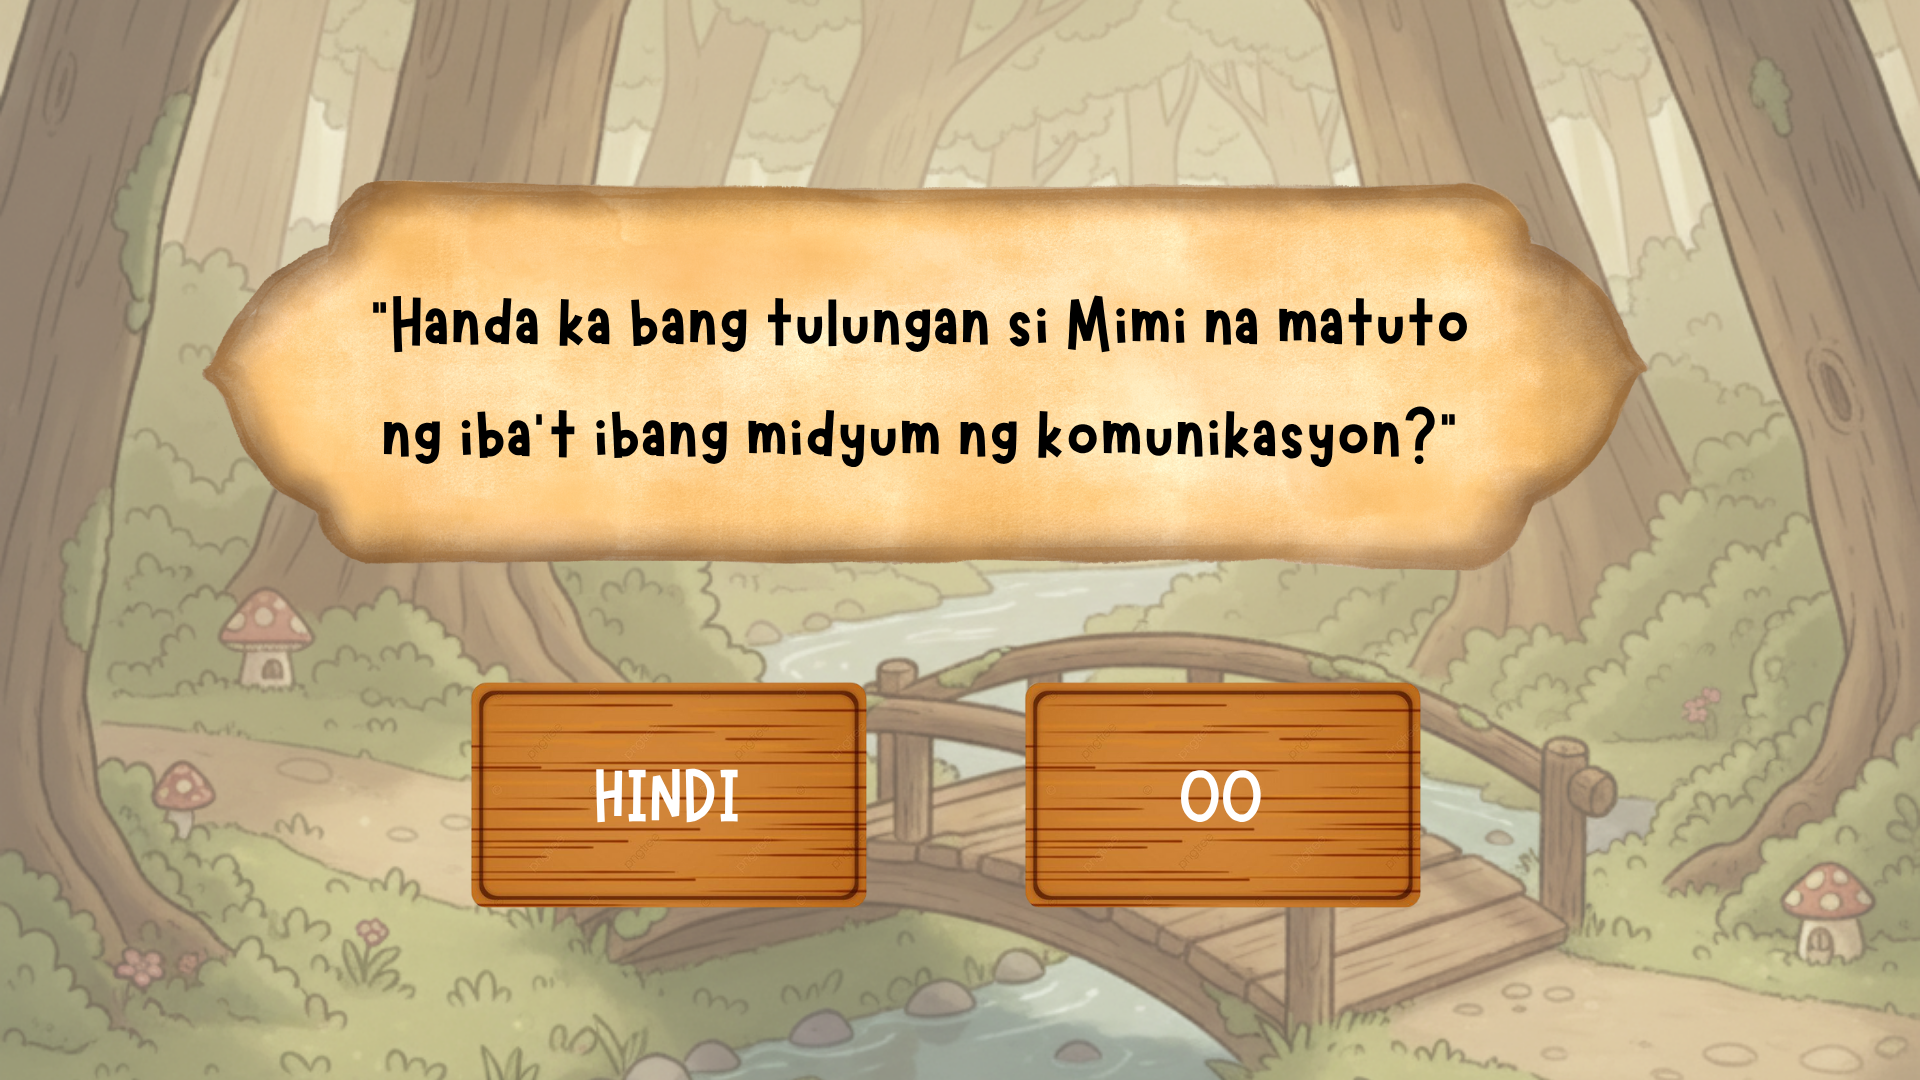 "Handa ka bang tulungan si Mimi na matuto
ng iba't ibang midyum ng komunikasyon?"
HINDI
OO